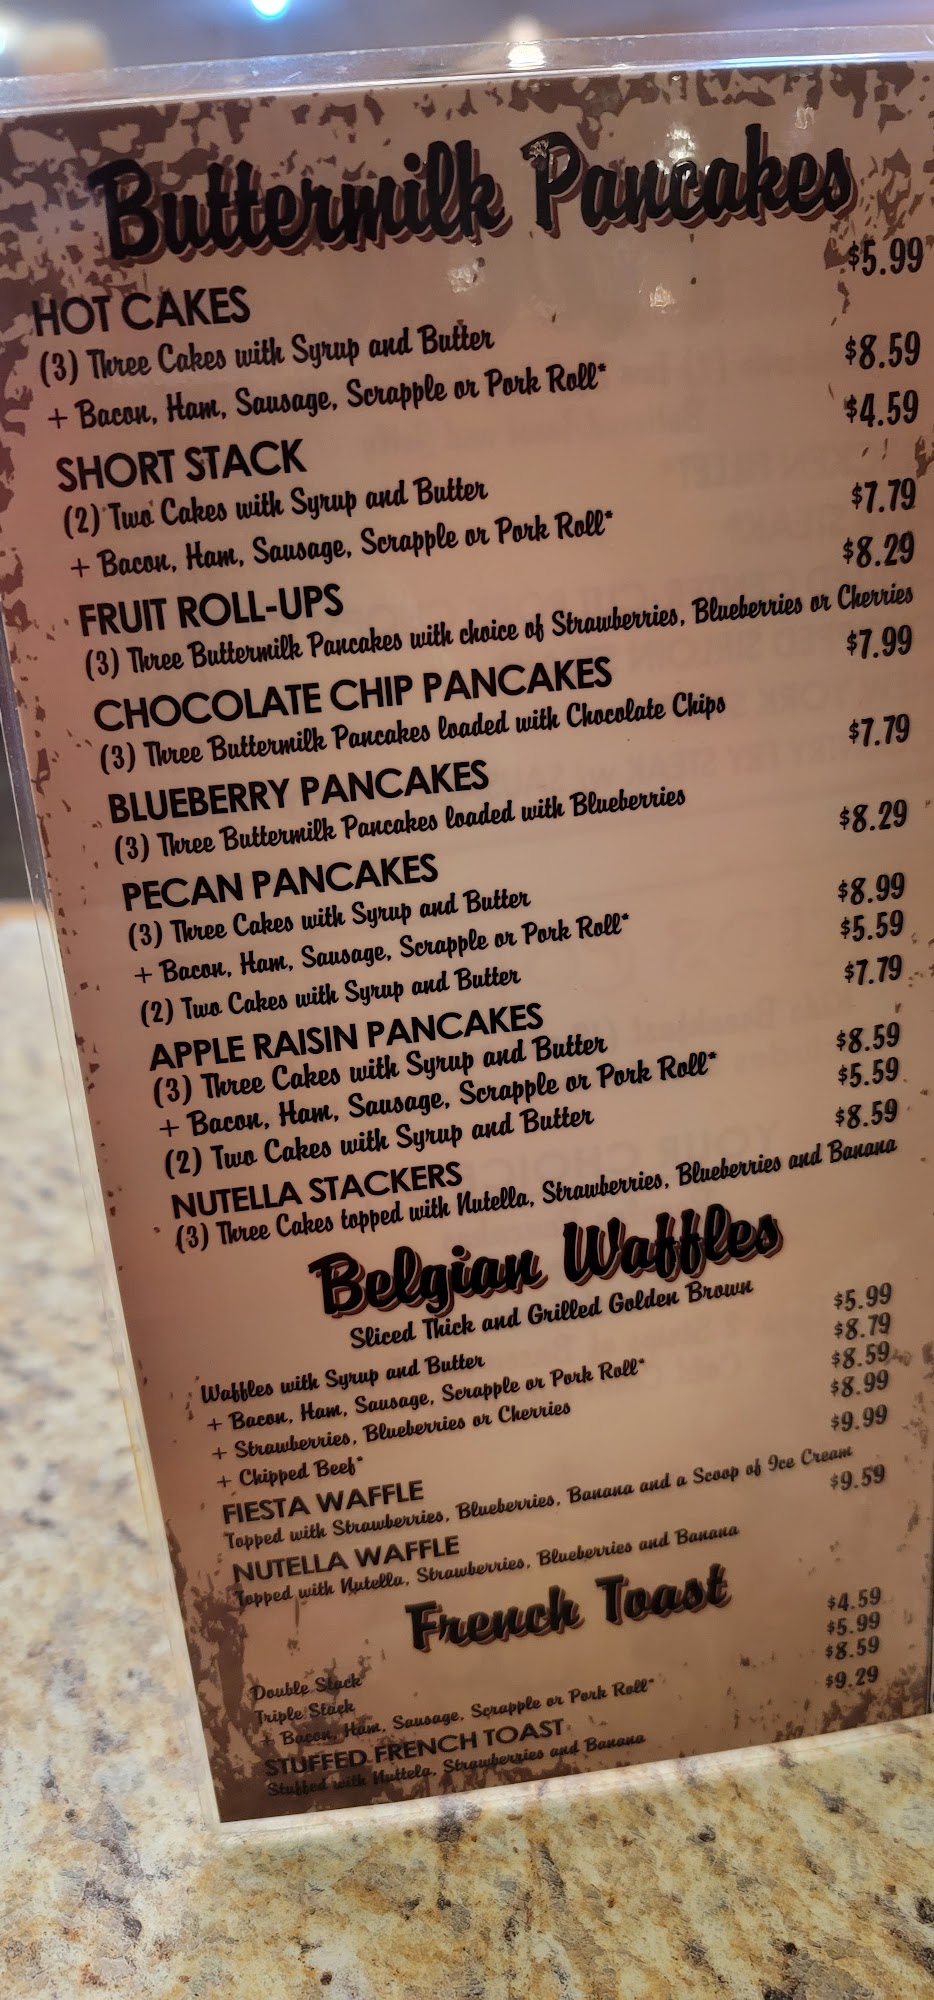 Buttermilk Pancakes
HOT CAKES $5.99
(3) Three Cakes with Syrup and Butter
+ Bacon, Ham, Sausage, Scrapple or Pork Roll* $8.59
SHORT STACK $4.59
(2) Two Cakes with Syrup and Butter
+ Bacon, Ham, Sausage, Scrapple or Pork Roll* $7.79
FRUIT ROLL-UPS $8.29
(3) Three Buttermilk Pancakes with choice of Strawberries, Blueberries or Cherries
CHOCOLATE CHIP PANCAKES $7.99
(3) Three Buttermilk Pancakes loaded with Chocolate Chips
BLUEBERRY PANCAKES $7.79
(3) Three Buttermilk Pancakes loaded with Blueberries
PECAN PANCAKES $8.29
(3) Three Cakes with Syrup and Butter
+ Bacon, Ham, Sausage, Scrapple or Pork Roll* $8.99
(2) Two Cakes with Syrup and Butter $5.59
APPLE RAISIN PANCAKES $7.79
(3) Three Cakes with Syrup and Butter
+ Bacon, Ham, Sausage, Scrapple or Pork Roll* $8.59
(2) Two Cakes with Syrup and Butter $5.59
NUTELLA STACKERS $8.59
(3) Three Cakes topped with Nutella, Strawberries, Blueberries and Banana
Belgian Waffles
Sliced Thick and Grilled Golden Brown
Waffles with Syrup and Butter $5.99
+ Bacon, Ham, Sausage, Scrapple or Pork Roll* $8.79
+ Strawberries, Blueberries or Cherries $8.59
+ Chipped Beef* $8.99
FIESTA WAFFLE $9.99
Topped with Strawberries, Blueberries, Banana and a Scoop of Ice Cream
NUTELLA WAFFLE $9.59
Topped with Nutella, Strawberries, Blueberries and Banana
French Toast
Double Stack $4.59
Triple Stack $5.99
+ Bacon, Ham, Sausage, Scrapple or Pork Roll* $8.59
STUFFED FRENCH TOAST $9.29
Stuffed with Nuttela, Strawberries and Banana